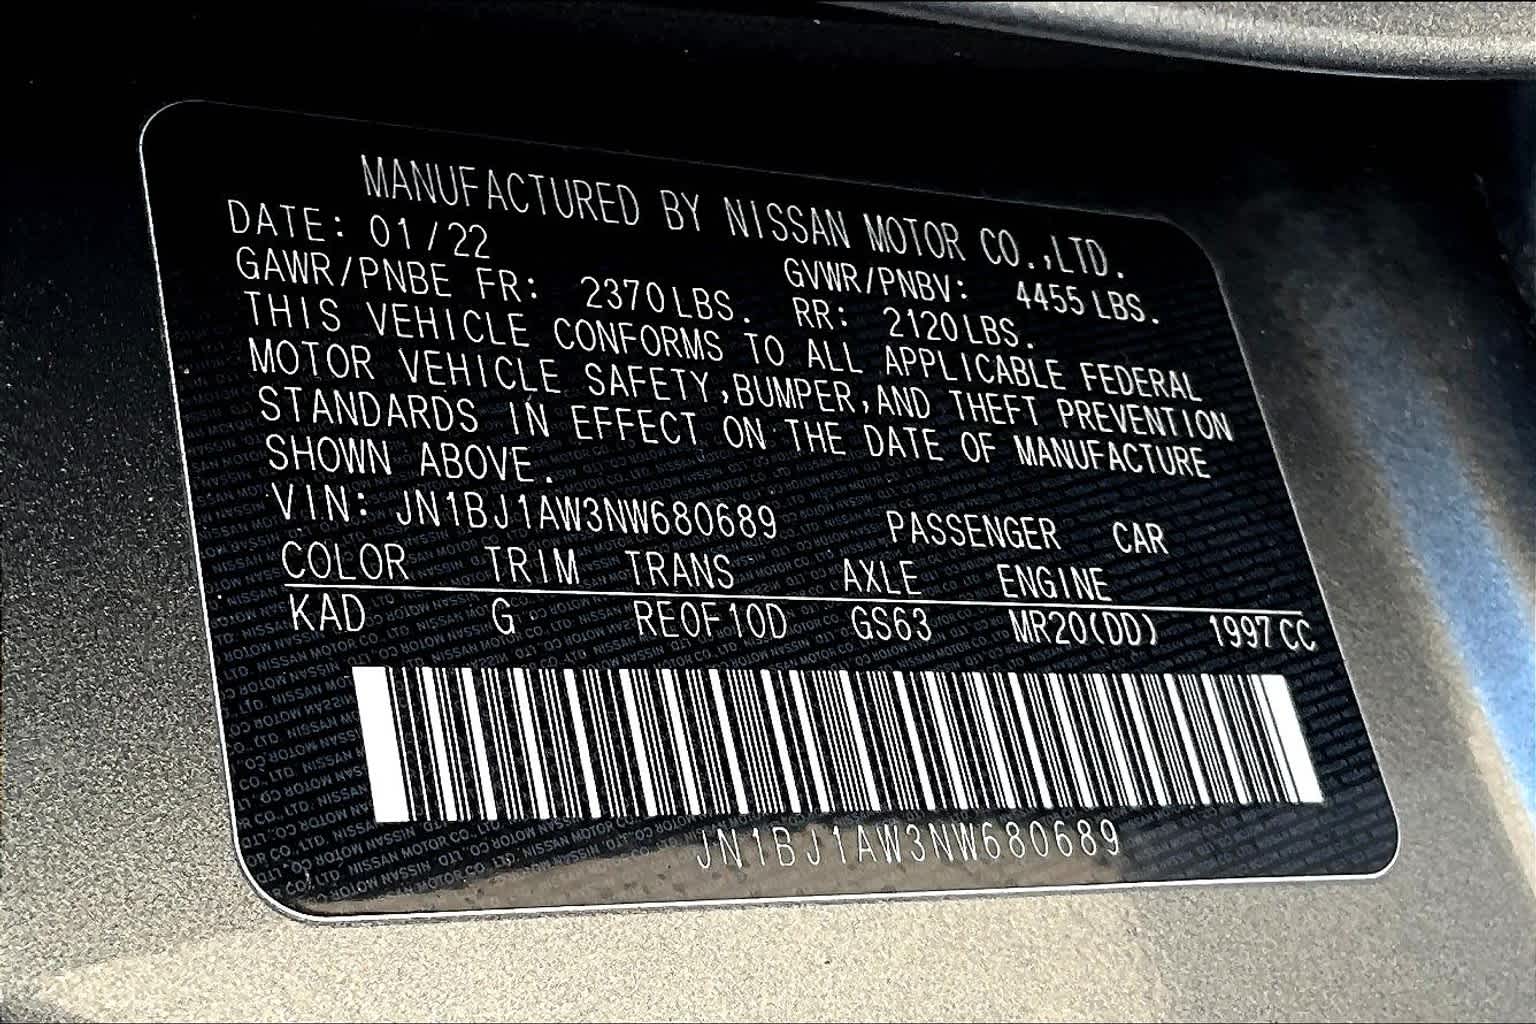 MANUFACTURED BY NISSAN MOTOR CO.,LTD.
DATE: 01/22 GVWR/PNBV: 4455 LBS.
GAWR/PNBE FR: 2370LBS. RR: 2120LBS.
THIS VEHICLE CONFORMS TO ALL APPLICABLE FEDERAL
MOTOR VEHICLE SAFETY,BUMPER,AND THEFT PREVENTION
STANDARDS IN EFFECT ON THE DATE OF MANUFACTURE
SHOWN ABOVE.
VIN: JN1BJ1AW3NW680689 PASSENGER CAR
COLOR TRIM TRANS AXLE ENGINE
KAD G RE0F10D GS63 MR20(DD) 1997CC
JN1BJ1AW3NW680689